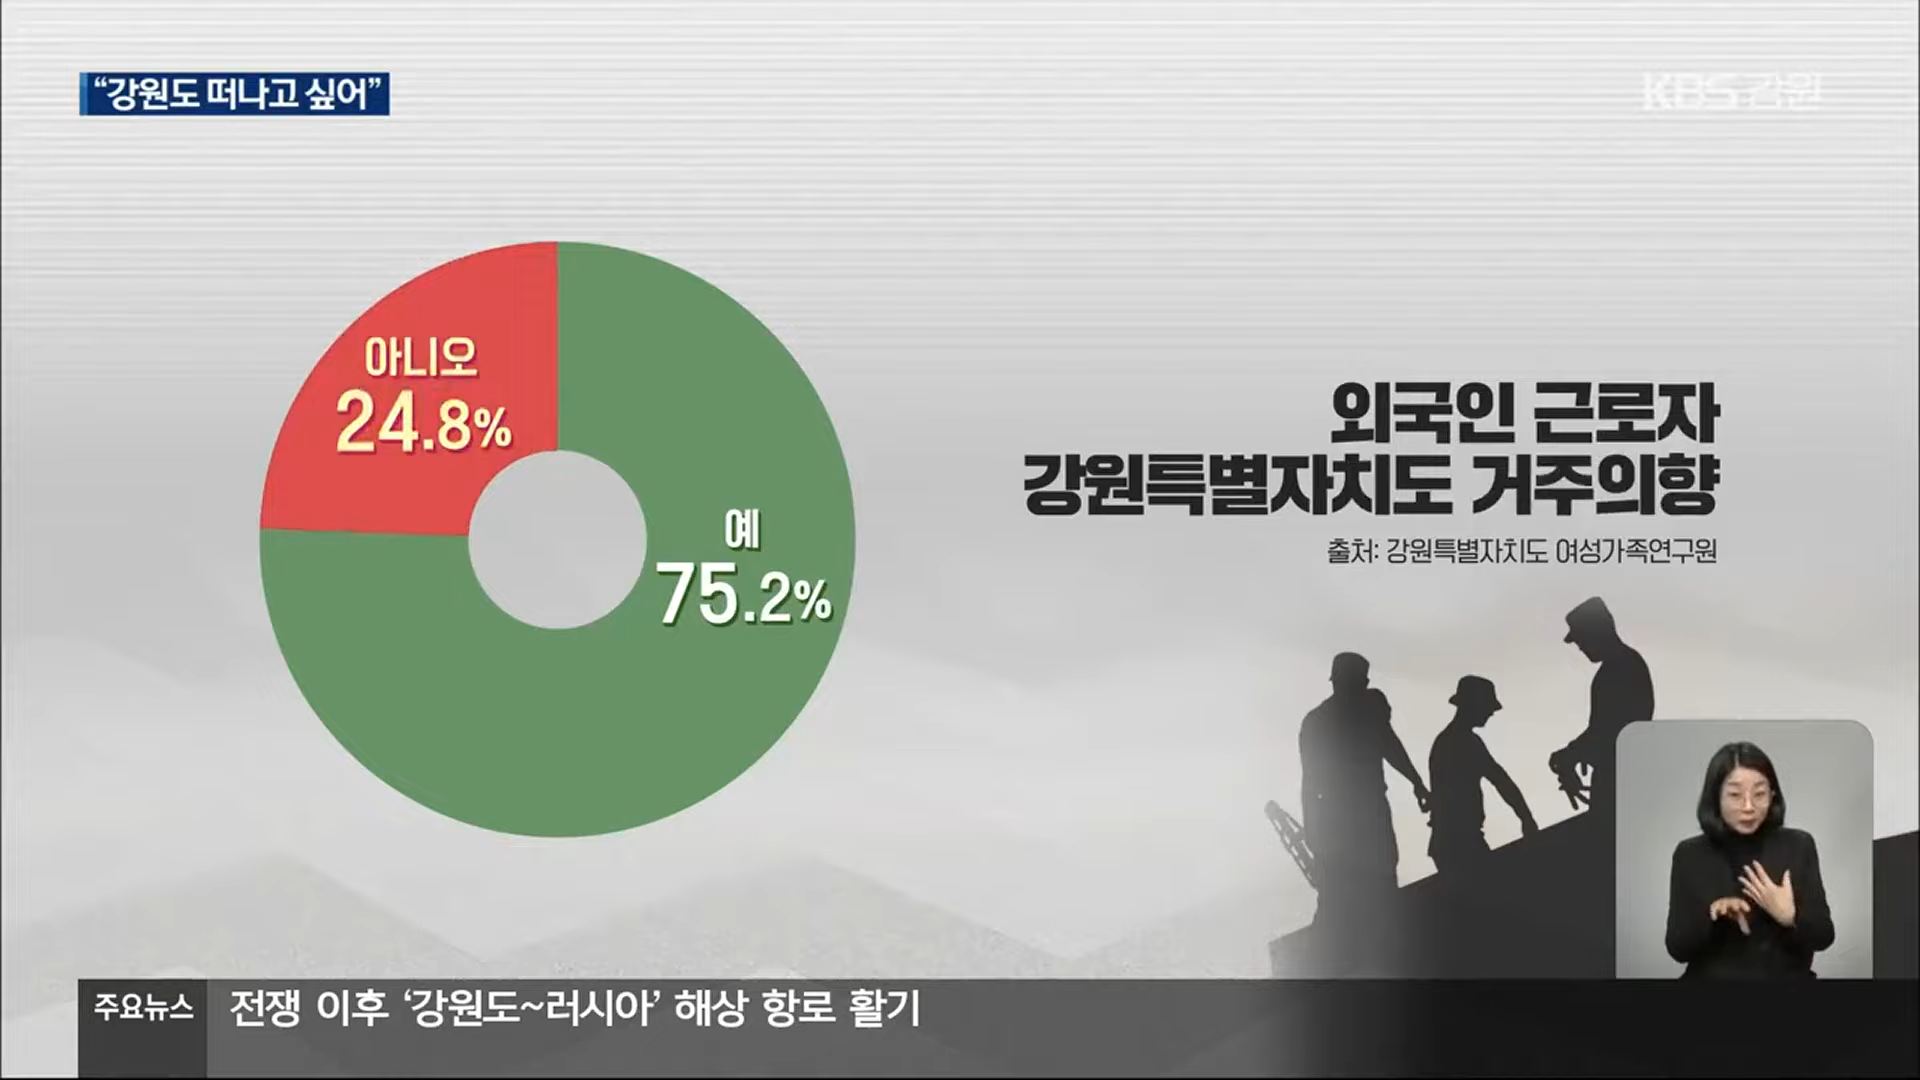 “강원도 떠나고 싶어”
KBS 강원
아니오
24.8%
예
75.2%
외국인 근로자
강원특별자치도 거주의향
출처: 강원특별자치도 여성가족연구원
주요뉴스
전쟁 이후 ‘강원도~러시아’ 해상 항로 활기